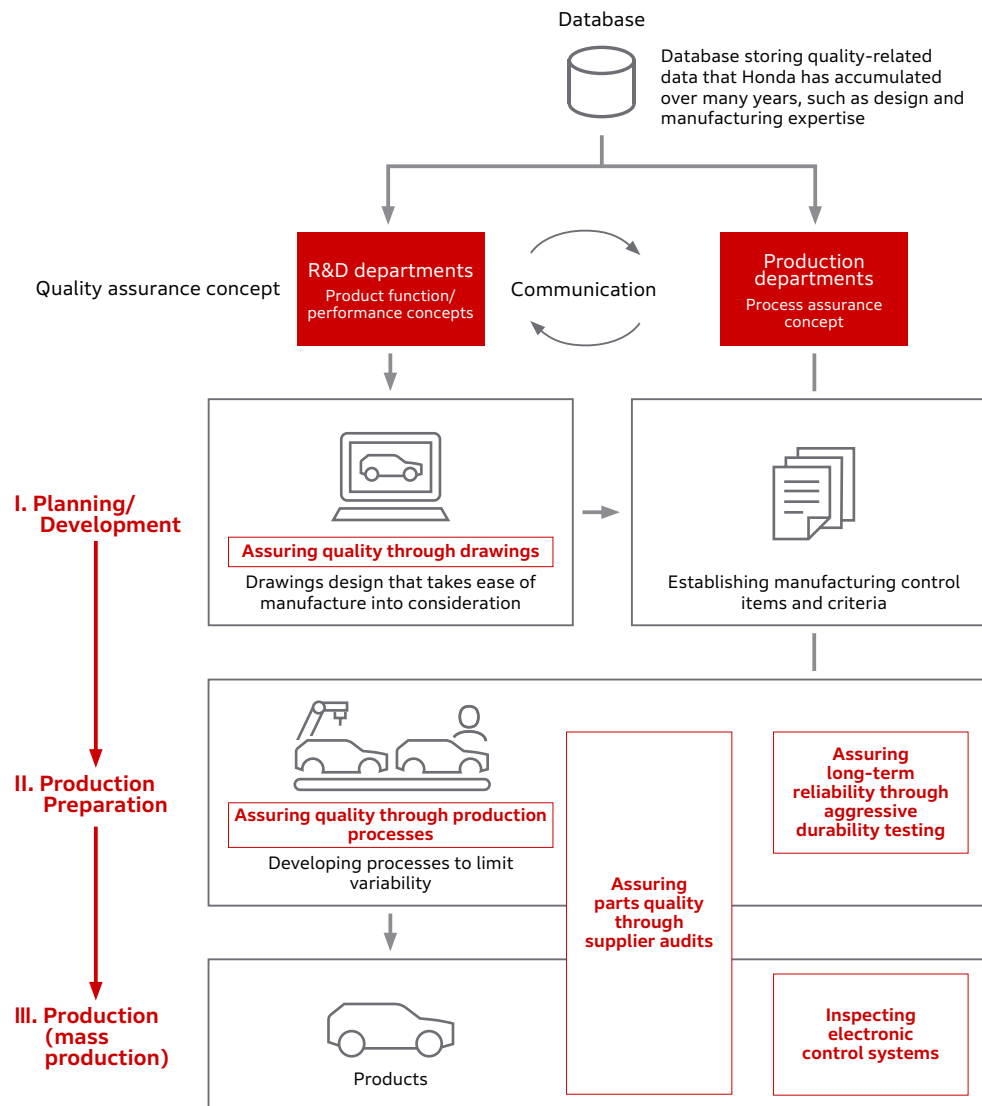 Database
Database storing quality-related
data that Honda has accumulated
over many years, such as design and
manufacturing expertise
Quality assurance concept
R&D departments
Product function/
performance concepts
Communication
Production
departments
Process assurance
concept
I. Planning/
Development
Assuring quality through drawings
Drawings design that takes ease of
manufacture into consideration
Establishing manufacturing control
items and criteria
II. Production
Preparation
Assuring quality through production
processes
Developing processes to limit
variability
Assuring
parts quality
through
supplier audits
Assuring
long-term
reliability through
aggressive
durability testing
III. Production
(mass
production)
Products
Inspecting
electronic
control systems